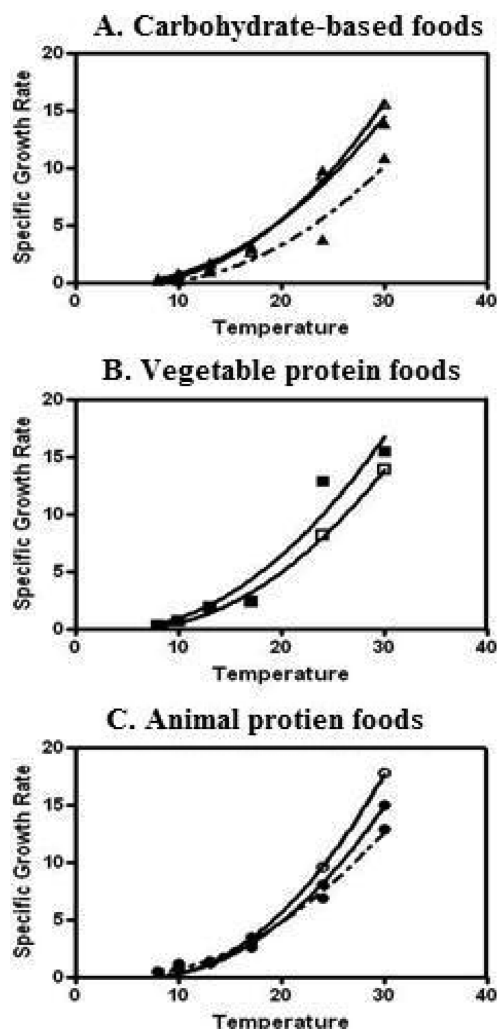 A. Carbohydrate-based foods
Specific Growth Rate
20
15
10
5
0
0 10 20 30 40
Temperature
B. Vegetable protein foods
Specific Growth Rate
20
15
10
5
0
0 10 20 30 40
Temperature
C. Animal protien foods
Specific Growth Rate
20
15
10
5
0
0 10 20 30 40
Temperature